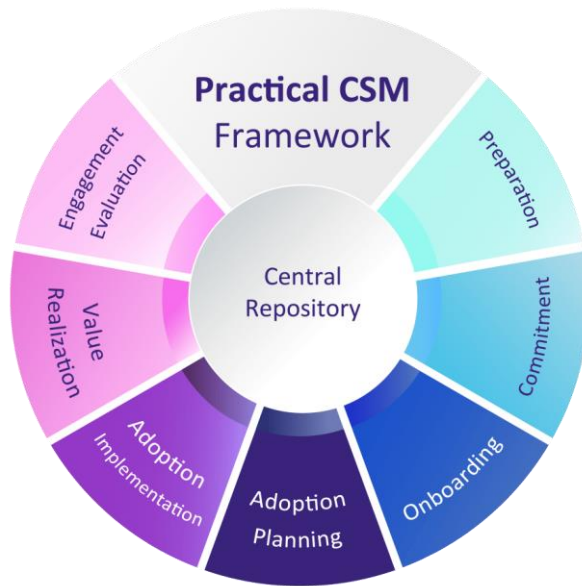 Practical CSM
Framework
Preparation
Commitment
Onboarding
Adoption
Planning
Adoption
Implementation
Value
Realization
Engagement
Evaluation
Central
Repository